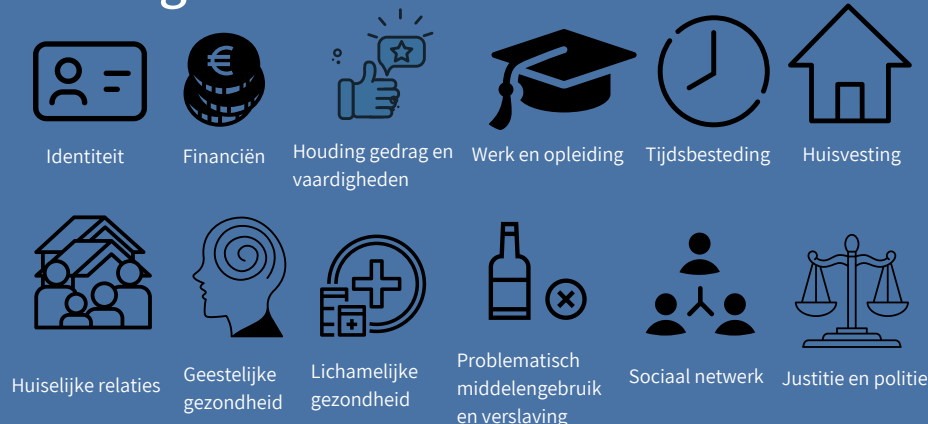 Identiteit
Financiën
Houding gedrag en
vaardigheden
Werk en opleiding
Tijdsbesteding
Huisvesting
Huiselijke relaties
Geestelijke
gezondheid
Lichamelijke
gezondheid
Problematisch
middelengebruik
en verslaving
Sociaal netwerk
Justitie en politie